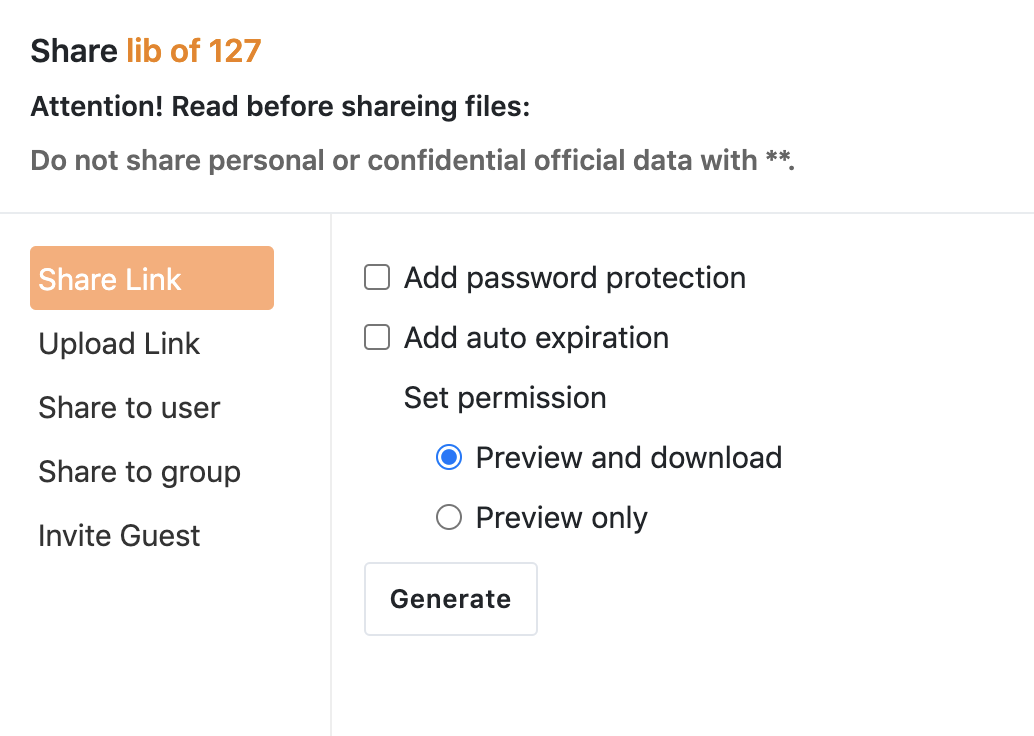 Share lib of 127
Attention! Read before shareing files:
Do not share personal or confidential official data with **.
Share Link
Upload Link
Share to user
Share to group
Invite Guest
Add password protection
Add auto expiration
Set permission
Preview and download
Preview only
Generate